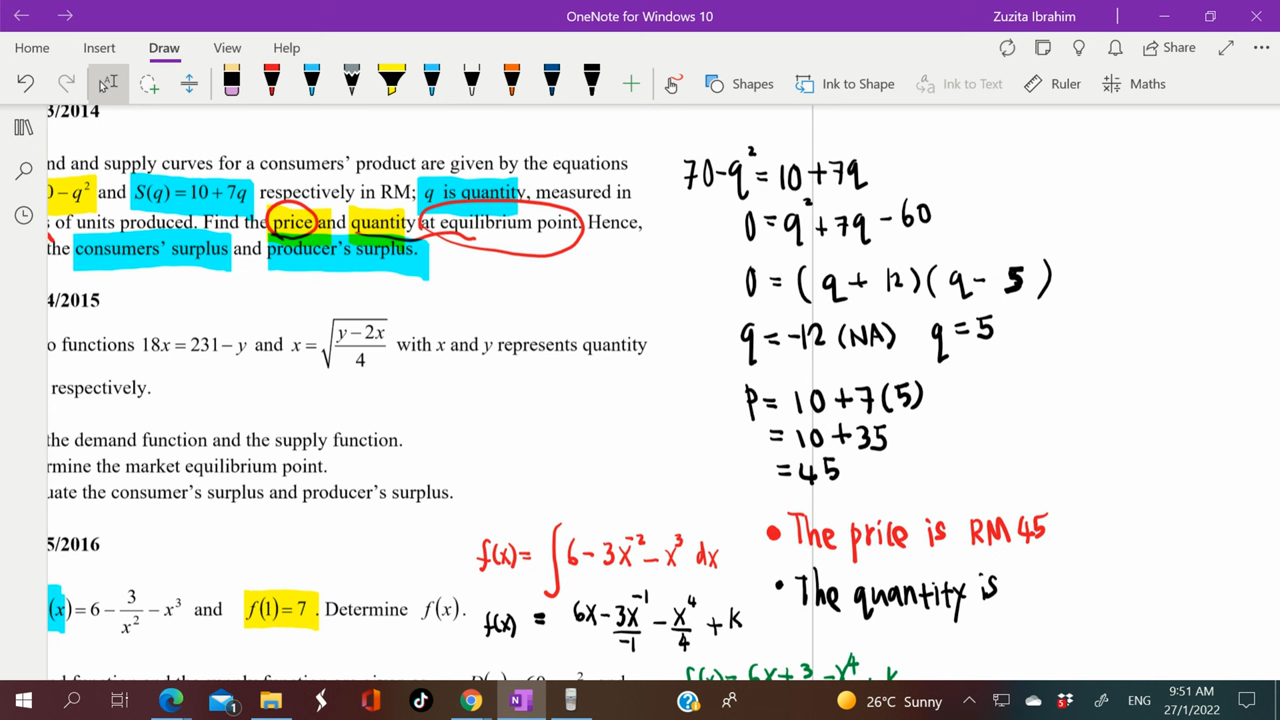 OneNote for Windows 10
Zuzita Ibrahim
Home Insert Draw View Help
Share
Shapes Ink to Shape Ink to Text Ruler Maths
3/2014
nd and supply curves for a consumers' product are given by the equations
0 – q² and S(q) = 10 + 7q respectively in RM; q is quantity, measured in
of units produced. Find the price and quantity at equilibrium point. Hence,
the consumers' surplus and producer's surplus.
4/2015
o functions 18x = 231 – y and x = √((y – 2x)/4) with x and y represents quantity
respectively.
the demand function and the supply function.
rmine the market equilibrium point.
uate the consumer's surplus and producer's surplus.
5/2016
(x) = 6 – 3/x² – x³ and f(1) = 7. Determine f(x).
70 - q² = 10 + 7q
0 = q² + 7q - 60
0 = (q + 12)(q - 5)
q = -12 (NA) q = 5
P = 10 + 7(5)
= 10 + 35
= 45
• The price is RM 45
• The quantity is
f(x) = ∫ 6 - 3x⁻² - x³ dx
f(x) = 6x - 3x⁻¹/-1 - x⁴/4 + k
26°C Sunny
ENG
9:51 AM
27/1/2022